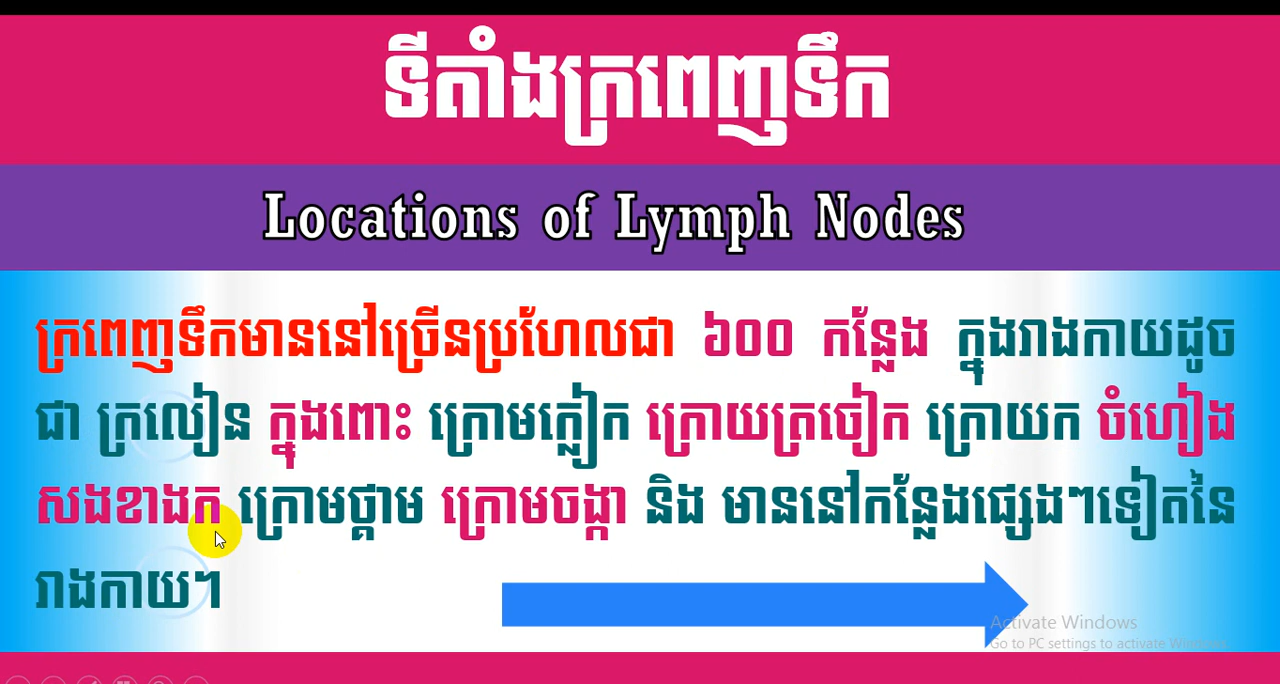 ទីតាំងក្រពេញទឹក
Locations of Lymph Nodes
ក្រពេញទឹកមាននៅច្រើនប្រហែលជា ៦០០ កន្លែង ក្នុងរាងកាយដូច
ជា ក្រលៀន ក្នុងពោះ ក្រោមក្លៀក ក្រោយត្រចៀក ក្រោយក ចំហៀង
សងខាងក ក្រោមថ្គាម ក្រោមចង្កា និង មាននៅកន្លែងផ្សេងៗទៀតនៃ
រាងកាយ។
Activate Windows
Go to PC settings to activate Windows.